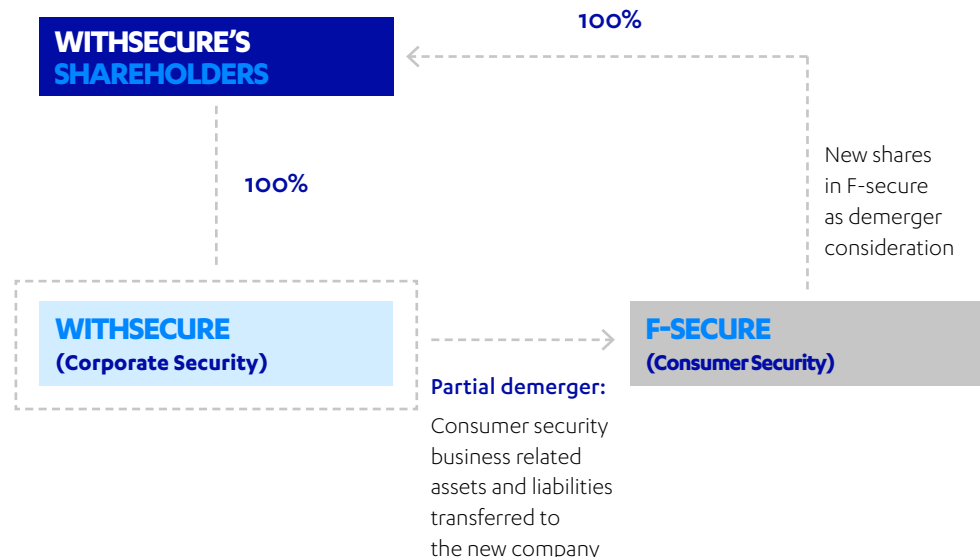 100%
WITHSECURE'S
SHAREHOLDERS
100%
New shares
in F-secure
as demerger
consideration
WITHSECURE
(Corporate Security)
F-SECURE
(Consumer Security)
Partial demerger:
Consumer security
business related
assets and liabilities
transferred to
the new company